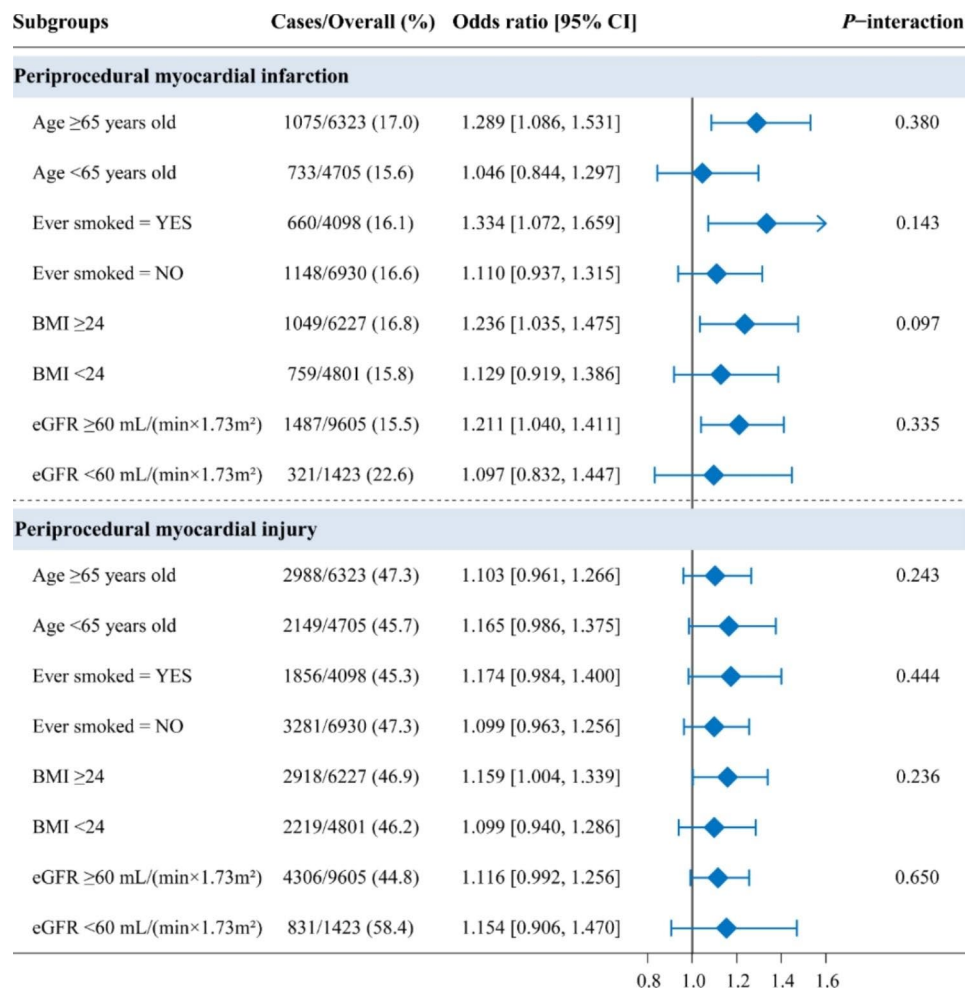 Subgroups Cases/Overall (%) Odds ratio [95% CI] P−interaction
Periprocedural myocardial infarction
Age ≥65 years old 1075/6323 (17.0) 1.289 [1.086, 1.531] 0.380
Age <65 years old 733/4705 (15.6) 1.046 [0.844, 1.297]
Ever smoked = YES 660/4098 (16.1) 1.334 [1.072, 1.659] 0.143
Ever smoked = NO 1148/6930 (16.6) 1.110 [0.937, 1.315]
BMI ≥24 1049/6227 (16.8) 1.236 [1.035, 1.475] 0.097
BMI <24 759/4801 (15.8) 1.129 [0.919, 1.386]
eGFR ≥60 mL/(min×1.73m²) 1487/9605 (15.5) 1.211 [1.040, 1.411] 0.335
eGFR <60 mL/(min×1.73m²) 321/1423 (22.6) 1.097 [0.832, 1.447]
Periprocedural myocardial injury
Age ≥65 years old 2988/6323 (47.3) 1.103 [0.961, 1.266] 0.243
Age <65 years old 2149/4705 (45.7) 1.165 [0.986, 1.375]
Ever smoked = YES 1856/4098 (45.3) 1.174 [0.984, 1.400] 0.444
Ever smoked = NO 3281/6930 (47.3) 1.099 [0.963, 1.256]
BMI ≥24 2918/6227 (46.9) 1.159 [1.004, 1.339] 0.236
BMI <24 2219/4801 (46.2) 1.099 [0.940, 1.286]
eGFR ≥60 mL/(min×1.73m²) 4306/9605 (44.8) 1.116 [0.992, 1.256] 0.650
eGFR <60 mL/(min×1.73m²) 831/1423 (58.4) 1.154 [0.906, 1.470]
0.8 1.0 1.2 1.4 1.6